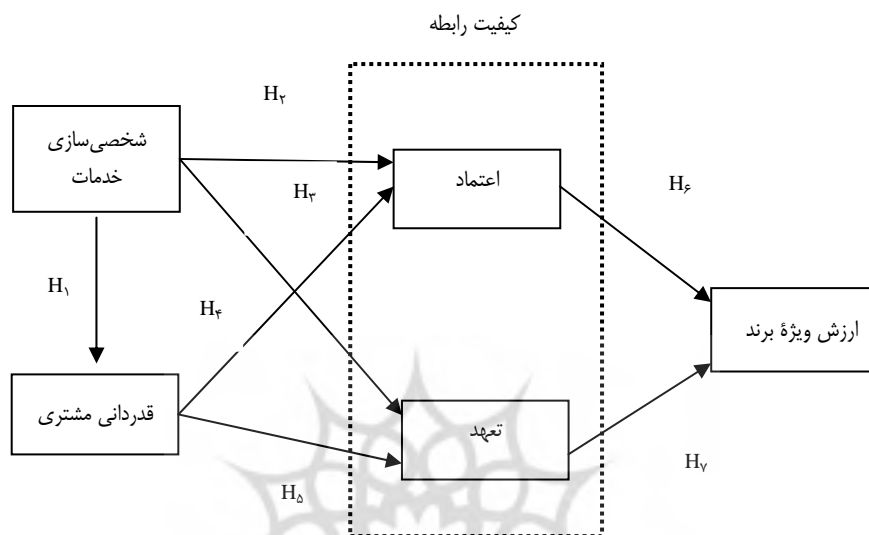 کیفیت رابطه
H۲
شخصی‌سازی
خدمات
اعتماد
H۳
H۶
H۱
H۴
ارزش ویژهٔ برند
قدردانی مشتری
تعهد
H۷
H۵